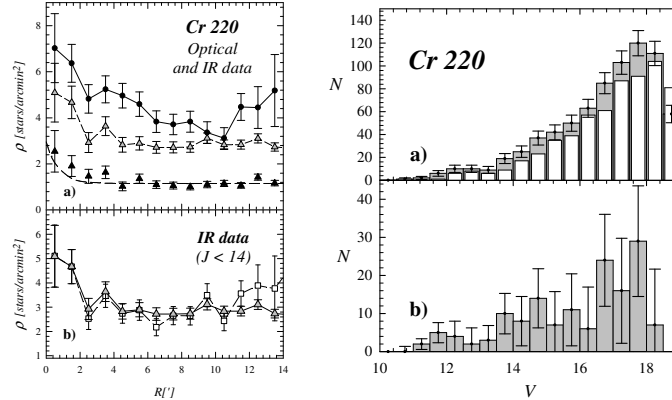 Cr 220
Optical
and IR data
ρ [stars/arcmin²]
8
6
4
2
0
a)
IR data
(J < 14)
ρ [stars/arcmin²]
6
5
4
3
2
1
b)
0 2 4 6 8 10 12 14
R[']
Cr 220
N
120
100
80
60
40
20
0
a)
N
40
30
20
10
0
b)
10 12 14 16 18
V